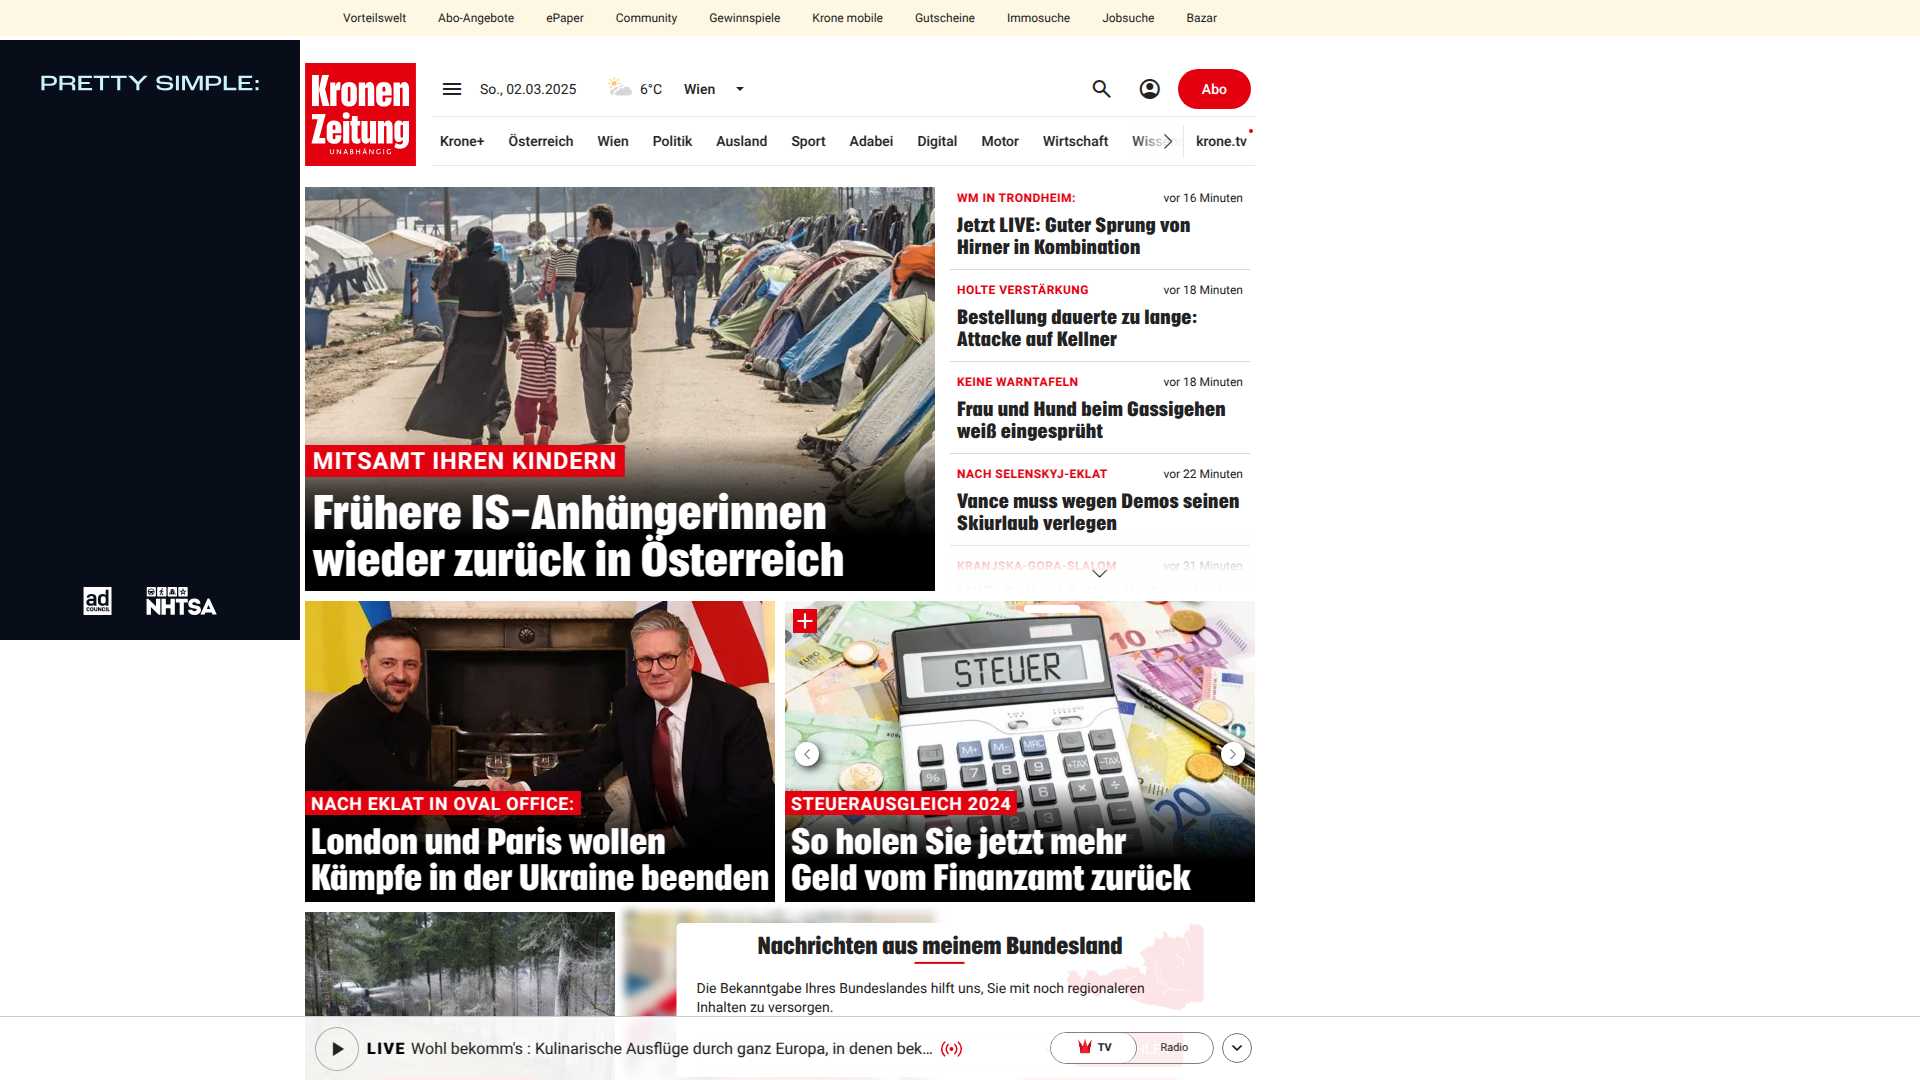 Vorteilswelt Abo-Angebote ePaper Community Gewinnspiele Krone mobile Gutscheine Immosuche Jobsuche Bazar
PRETTY SIMPLE:
ad
COUNCIL
NHTSA
Kronen
Zeitung
UNABHÄNGIG
So., 02.03.2025 6°C Wien Abo
Krone+ Österreich Wien Politik Ausland Sport Adabei Digital Motor Wirtschaft krone.tv
MITSAMT IHREN KINDERN
Frühere IS-Anhängerinnen
wieder zurück in Österreich
WM IN TRONDHEIM: vor 16 Minuten
Jetzt LIVE: Guter Sprung von
Hirner in Kombination
HOLTE VERSTÄRKUNG vor 18 Minuten
Bestellung dauerte zu lange:
Attacke auf Kellner
KEINE WARNTAFELN vor 18 Minuten
Frau und Hund beim Gassigehen
weiß eingesprüht
NACH SELENSKYJ-EKLAT vor 22 Minuten
Vance muss wegen Demos seinen
Skiurlaub verlegen
KRANJSKA-GORA-SLALOM vor 31 Minuten
NACH EKLAT IN OVAL OFFICE:
London und Paris wollen
Kämpfe in der Ukraine beenden
STEUER
STEUERAUSGLEICH 2024
So holen Sie jetzt mehr
Geld vom Finanzamt zurück
Nachrichten aus meinem Bundesland
Die Bekanntgabe Ihres Bundeslandes hilft uns, Sie mit noch regionaleren
Inhalten zu versorgen.
LIVE Wohl bekomm's : Kulinarische Ausflüge durch ganz Europa, in denen bek... TV Radio